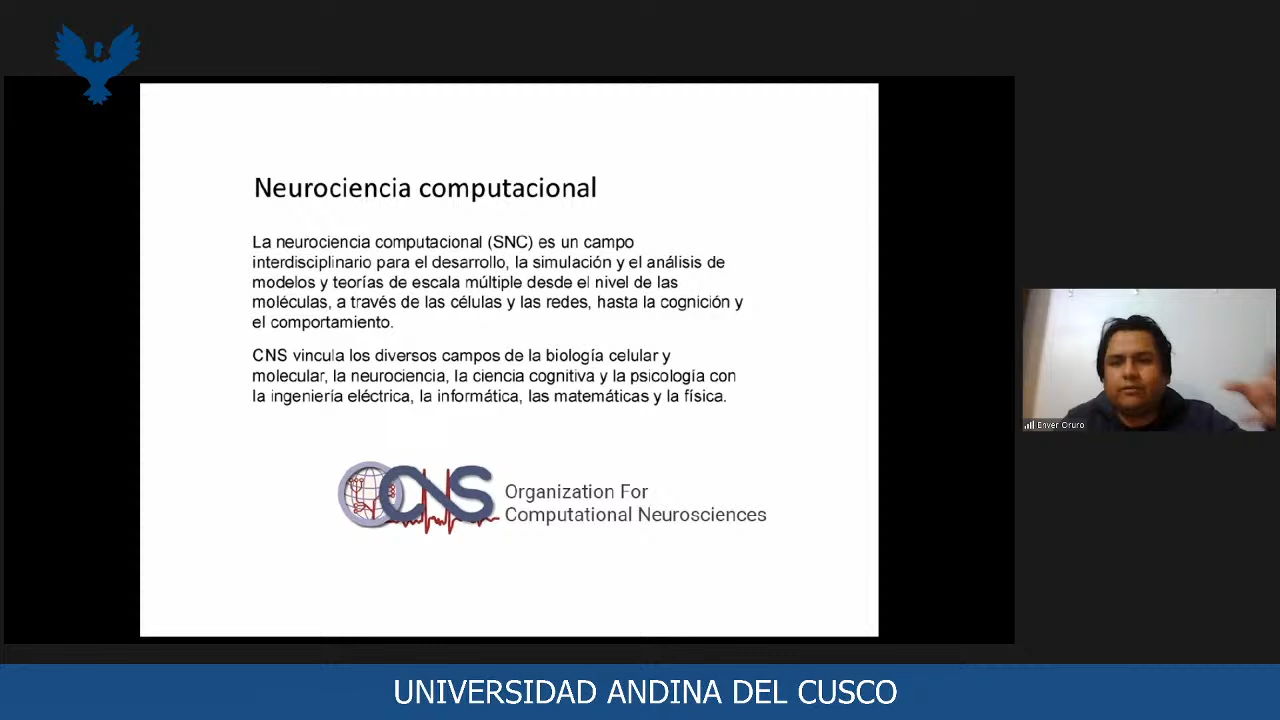 Neurociencia computacional
La neurociencia computacional (SNC) es un campo
interdisciplinario para el desarrollo, la simulación y el análisis de
modelos y teorías de escala múltiple desde el nivel de las
moléculas, a través de las células y las redes, hasta la cognición y
el comportamiento.
CNS vincula los diversos campos de la biología celular y
molecular, la neurociencia, la ciencia cognitiva y la psicología con
la ingeniería eléctrica, la informática, las matemáticas y la física.
OCNS
Organization For
Computational Neurosciences
Enver Oruro
UNIVERSIDAD ANDINA DEL CUSCO